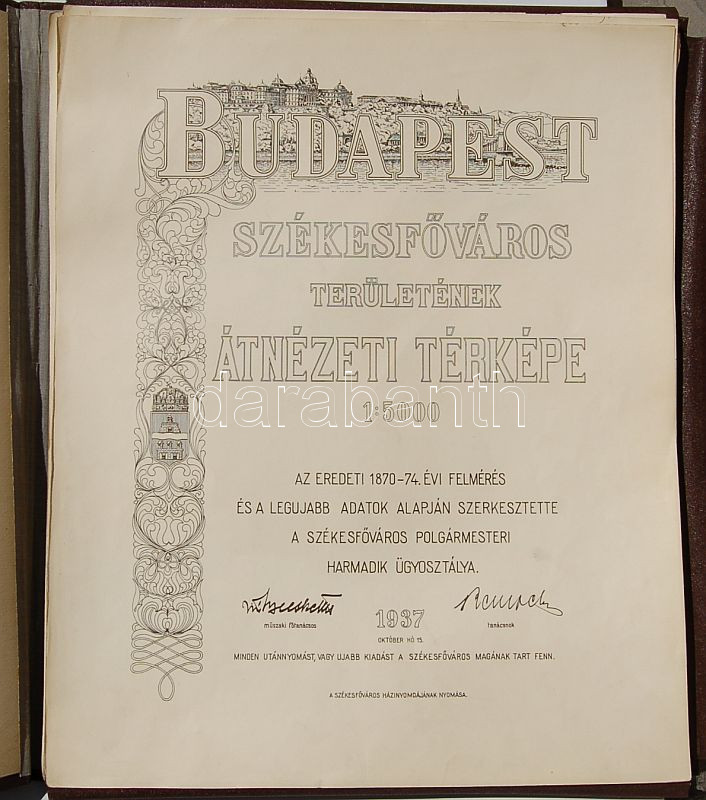 BUDAPEST
SZÉKESFŐVÁROS
TERÜLETÉNEK
ÁTNÉZETI TÉRKÉPE
darabanth
1:5000
AZ EREDETI 1870-74. ÉVI FELMÉRÉS
ÉS A LEGUJABB ADATOK ALAPJÁN SZERKESZTETTE
A SZÉKESFŐVÁROS POLGÁRMESTERI
HARMADIK ÜGYOSZTÁLYA.
műszaki főtanácsos
1937
tanácsnok
OKTÓBER HÓ 15.
MINDEN UTÁNNYOMÁST, VAGY UJABB KIADÁST A SZÉKESFŐVÁROS MAGÁNAK TART FENN.
A SZÉKESFŐVÁROS HÁZINYOMDÁJÁNAK NYOMÁSA.